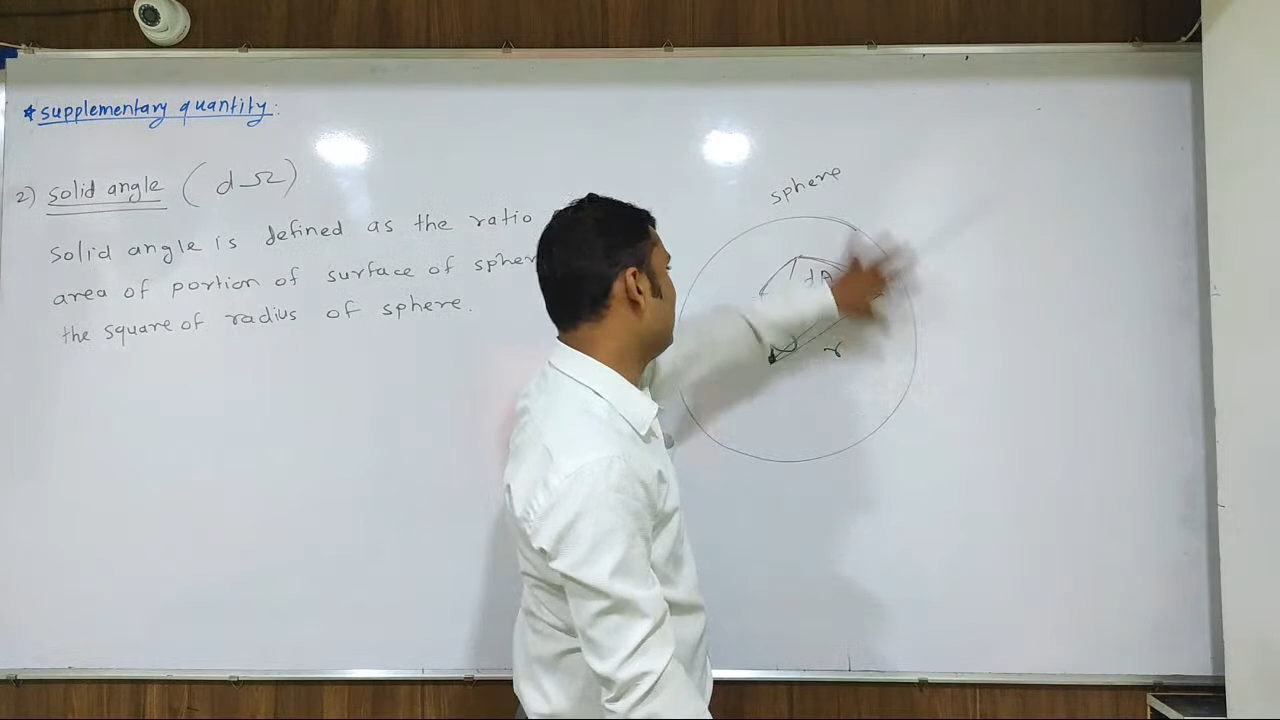 * supplementary quantity:
2) solid angle (dΩ)
Solid angle is defined as the ratio
area of portion of surface of spher
the square of radius of sphere.
sphere
dA
r